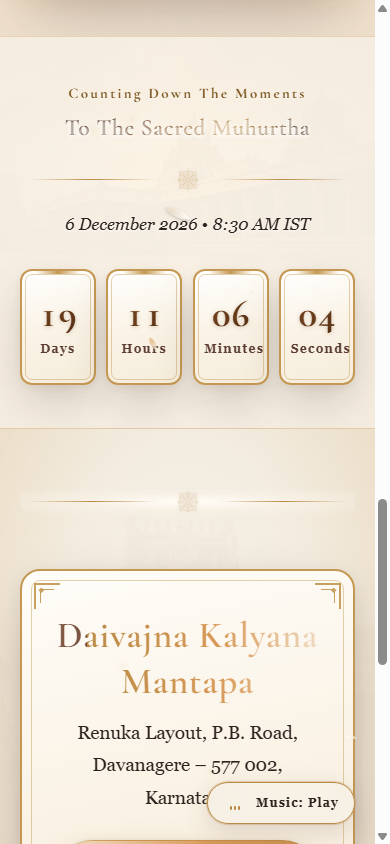 Counting Down The Moments
To The Sacred Muhurtha
6 December 2026 • 8:30 AM IST
19 11 06 04
Days Hours Minutes Seconds
Daivajna Kalyana
Mantapa
Renuka Layout, P.B. Road,
Davanagere – 577 002,
Karnata
Music: Play